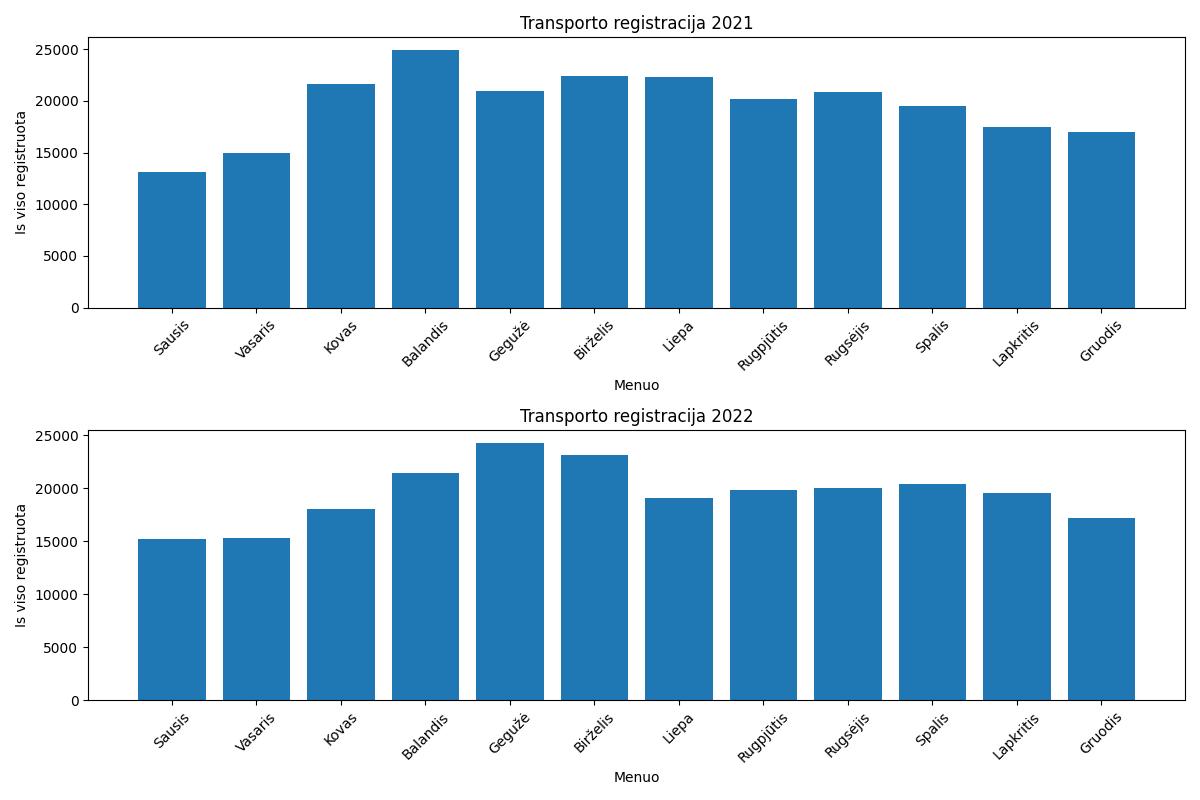 Transporto registracija 2021
25000
20000
15000
10000
5000
0
Is viso registruota
Sausis Vasaris Kovas Balandis Gegužė Birželis Liepa Rugpjūtis Rugsėjis Spalis Lapkritis Gruodis
Menuo
Transporto registracija 2022
25000
20000
15000
10000
5000
0
Is viso registruota
Sausis Vasaris Kovas Balandis Gegužė Birželis Liepa Rugpjūtis Rugsėjis Spalis Lapkritis Gruodis
Menuo